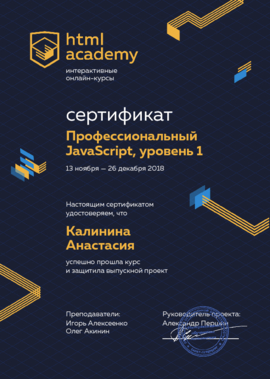 html
academy
интерактивные
онлайн-курсы
сертификат
Профессиональный
JavaScript, уровень 1
13 ноября — 26 декабря 2018
Настоящим сертификатом
удостоверяем, что
Калинина
Анастасия
успешно прошла курс
и защитила выпускной проект
Преподаватели:
Игорь Алексеенко
Олег Акинин
Руководитель проекта:
Александр Першин